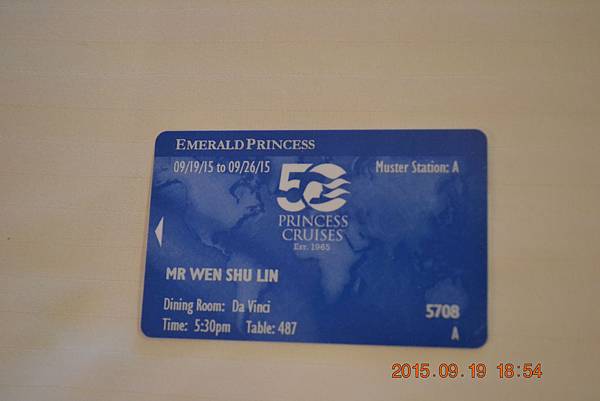 EMERALD PRINCESS
09/19/15 to 09/26/15
Muster Station: A
50
PRINCESS
CRUISES
EST. 1965
MR WEN SHU LIN
Dining Room: Da Vinci
Time: 5:30pm Table: 487
5708
A
2015.09.19 18:54